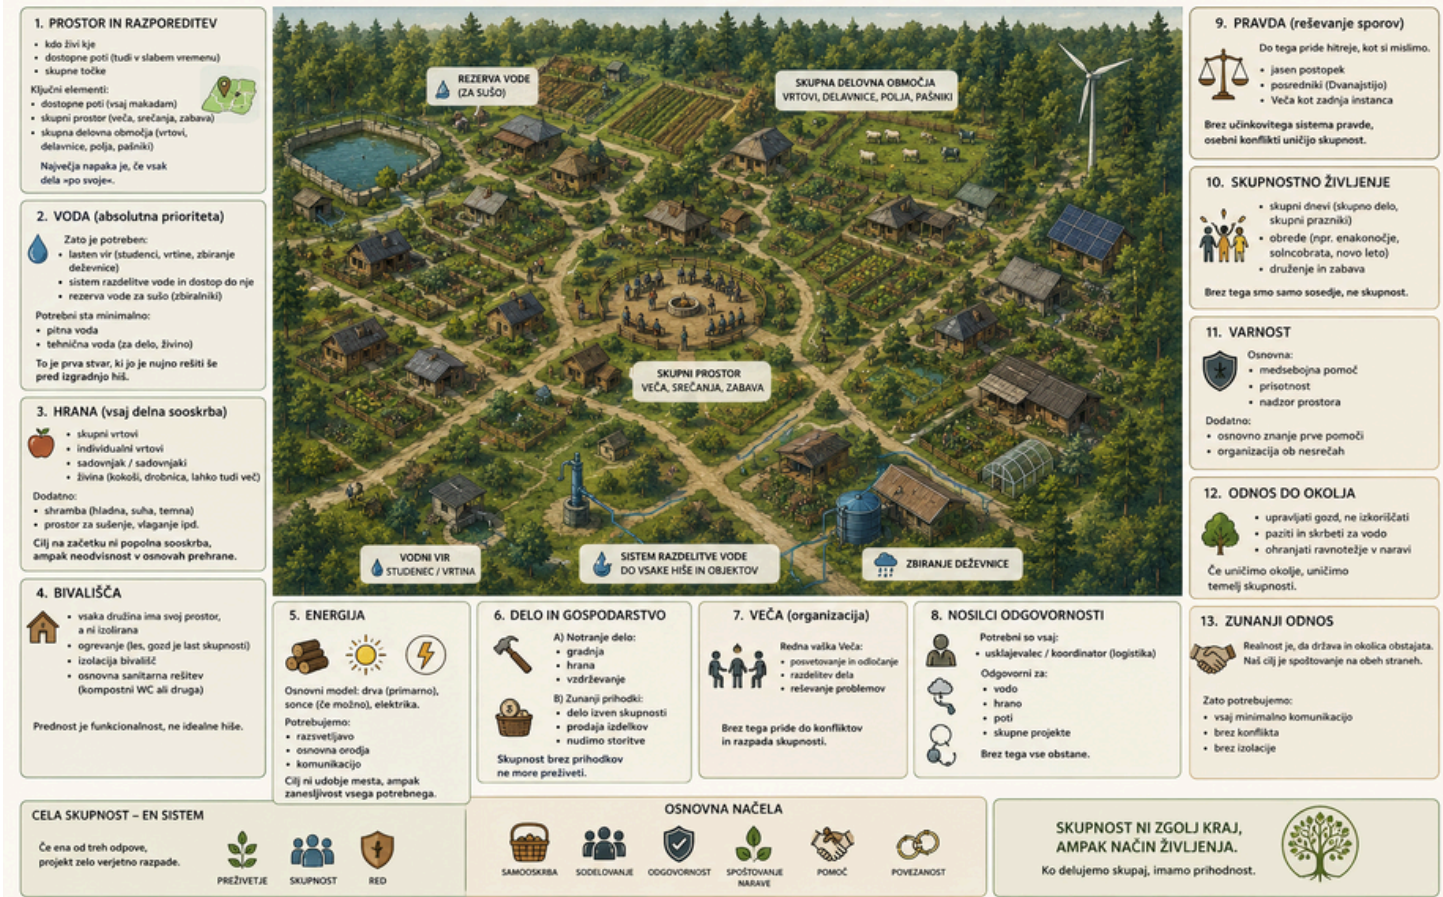 1. PROSTOR IN RAZPOREDITEV
• kdo živi kje
• dostopne poti (tudi v slabem vremenu)
• skupne točke
Ključni elementi:
• dostopne poti (vsaj makadam)
• skupni prostor (veča, srečanja, zabava)
• skupna delovna območja (vrtovi,
delavnice, polja, pašniki)
Največja napaka je, če vsak
dela »po svoje«.
2. VODA (absolutna prioriteta)
Zato je potreben:
• lasten vir (studenci, vrtine, zbiranje
deževnice)
• sistem razdelitve vode in dostop do nje
• rezerva vode za sušo (zbiralniki)
Potrebni sta minimalno:
• pitna voda
• tehnična voda (za delo, živino)
To je prva stvar, ki jo je nujno rešiti še
pred izgradnjo hiš.
3. HRANA (vsaj delna sooskrba)
• skupni vrtovi
• individualni vrtovi
• sadovnjak / sadovnjaki
• živina (kokoši, drobnica, lahko tudi več)
Dodatno:
• shramba (hladna, suha, temna)
• prostor za sušenje, vlaganje ipd.
Cilj na začetku ni popolna sooskrba,
ampak neodvisnost v osnovah prehrane.
4. BIVALIŠČA
• vsaka družina ima svoj prostor,
a ni izolirana
• ogrevanje (les, gozd je last skupnosti)
• izolacija bivališč
• osnovna sanitarna rešitev
(kompostni WC ali druga)
Prednost je funkcionalnost, ne idealne hiše.
REZERVA VODE
(ZA SUŠO)
SKUPNA DELOVNA OBMOČJA
VRTOVI, DELAVNICE, POLJA, PAŠNIKI
SKUPNI PROSTOR
VEČA, SREČANJA, ZABAVA
VODNI VIR
STUDENEC / VRTINA
SISTEM RAZDELITVE VODE
DO VSAKE HIŠE IN OBJEKTOV
ZBIRANJE DEŽEVNICE
5. ENERGIJA
Osnovni model: drva (primarno),
sonce (če možno), elektrika.
Potrebujemo:
• razsvetljavo
• osnovna orodja
• komunikacijo
Cilj ni udobje mesta, ampak
zanesljivost vsega potrebnega.
6. DELO IN GOSPODARSTVO
A) Notranje delo:
• gradnja
• hrana
• vzdrževanje
B) Zunanji prihodki:
• delo izven skupnosti
• prodaja izdelkov
• nudimo storitve
Skupnost brez prihodkov
ne more preživeti.
7. VEČA (organizacija)
Redna vaška Veča:
• posvetovanje in odločanje
• razdelitev dela
• reševanje problemov
Brez tega pride do konfliktov
in razpada skupnosti.
8. NOSILCI ODGOVORNOSTI
Potrebni so vsaj:
• usklajevalec / koordinator (logistika)
Odgovorni za:
• vodo
• hrano
• poti
• skupne projekte
Brez tega vse obstane.
9. PRAVDA (reševanje sporov)
Do tega pride hitreje, kot si mislimo.
• jasen postopek
• posredniki (Dvanajstijo)
• Veča kot zadnja instanca
Brez učinkovitega sistema pravde,
osebni konflikti uničijo skupnost.
10. SKUPNOSTNO ŽIVLJENJE
• skupni dnevi (skupno delo,
skupni prazniki)
• obrede (npr. enakonočje,
solncobrata, novo leto)
• druženje in zabava
Brez tega smo samo sosedje, ne skupnost.
11. VARNOST
Osnovna:
• medsebojna pomoč
• prisotnost
• nadzor prostora
Dodatno:
• osnovno znanje prve pomoči
• organizacija ob nesrečah
12. ODNOS DO OKOLJA
• upravljati gozd, ne izkoriščati
• paziti in skrbeti za vodo
• ohranjati ravnotežje v naravi
Če uničimo okolje, uničimo
temelj skupnosti.
13. ZUNANJI ODNOS
Realnost je, da država in okolica obstajata.
Naš cilj je spoštovanje na obeh straneh.
Zato potrebujemo:
• vsaj minimalno komunikacijo
• brez konflikta
• brez izolacije
CELA SKUPNOST – EN SISTEM
Če ena od treh odpove,
projekt zelo verjetno razpade.
PREŽIVETJE
SKUPNOST
RED
OSNOVNA NAČELA
SAMOOSKRBA
SODELOVANJE
ODGOVORNOST
SPOŠTOVANJE
NARAVE
POMOČ
POVEZANOST
SKUPNOST NI ZGOLJ KRAJ,
AMPAK NAČIN ŽIVLJENJA.
Ko delujemo skupaj, imamo prihodnost.